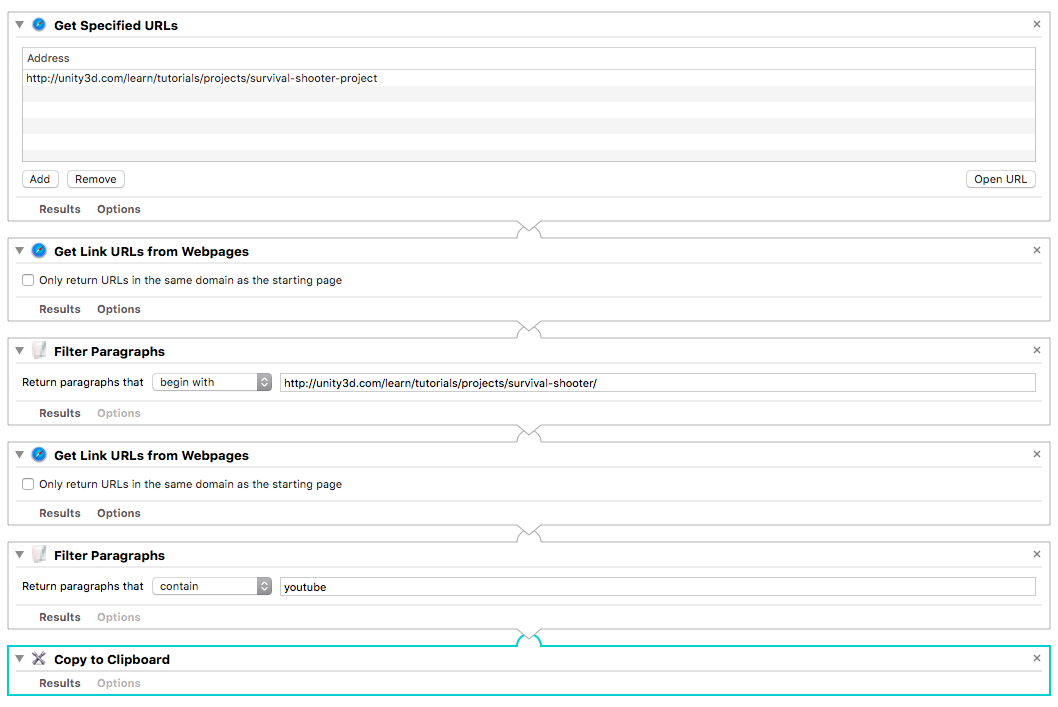 Get Specified URLs
Address
http://unity3d.com/learn/tutorials/projects/survival-shooter-project
Add Remove Open URL
Results Options
Get Link URLs from Webpages
Only return URLs in the same domain as the starting page
Results Options
Filter Paragraphs
Return paragraphs that begin with http://unity3d.com/learn/tutorials/projects/survival-shooter/
Results Options
Get Link URLs from Webpages
Only return URLs in the same domain as the starting page
Results Options
Filter Paragraphs
Return paragraphs that contain youtube
Results Options
Copy to Clipboard
Results Options